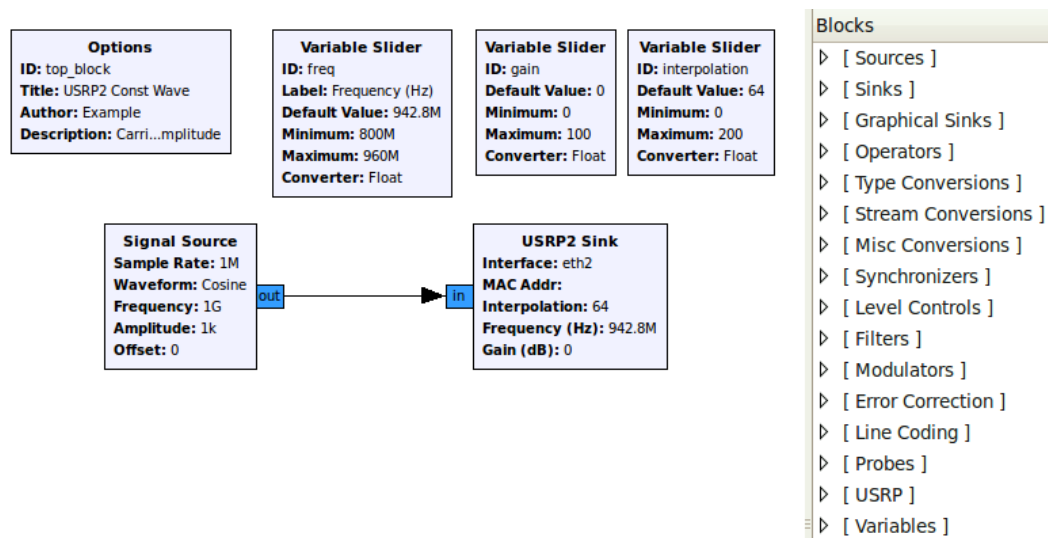 Options
ID: top_block
Title: USRP2 Const Wave
Author: Example
Description: Carri...mplitude
Variable Slider
ID: freq
Label: Frequency (Hz)
Default Value: 942.8M
Minimum: 800M
Maximum: 960M
Converter: Float
Variable Slider
ID: gain
Default Value: 0
Minimum: 0
Maximum: 100
Converter: Float
Variable Slider
ID: interpolation
Default Value: 64
Minimum: 0
Maximum: 200
Converter: Float
Signal Source
Sample Rate: 1M
Waveform: Cosine
Frequency: 1G
Amplitude: 1k
Offset: 0
out
in
USRP2 Sink
Interface: eth2
MAC Addr:
Interpolation: 64
Frequency (Hz): 942.8M
Gain (dB): 0
Blocks
[ Sources ]
[ Sinks ]
[ Graphical Sinks ]
[ Operators ]
[ Type Conversions ]
[ Stream Conversions ]
[ Misc Conversions ]
[ Synchronizers ]
[ Level Controls ]
[ Filters ]
[ Modulators ]
[ Error Correction ]
[ Line Coding ]
[ Probes ]
[ USRP ]
[ Variables ]